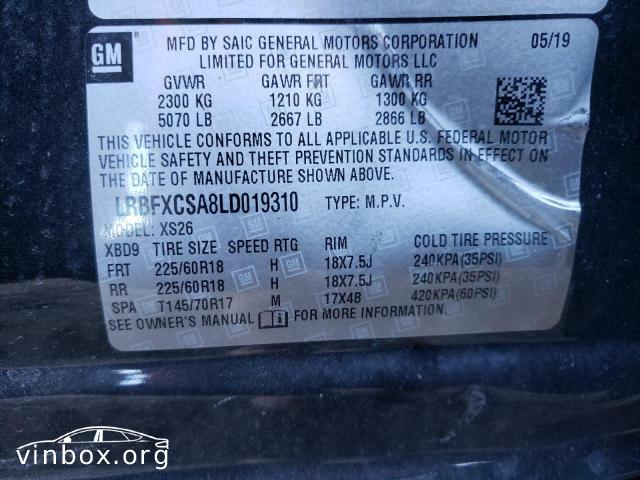 GM
MFD BY SAIC GENERAL MOTORS CORPORATION 05/19
LIMITED FOR GENERAL MOTORS LLC
GVWR GAWR FRT GAWR RR
2300 KG 1210 KG 1300 KG
5070 LB 2667 LB 2866 LB
THIS VEHICLE CONFORMS TO ALL APPLICABLE U.S. FEDERAL MOTOR
VEHICLE SAFETY AND THEFT PREVENTION STANDARDS IN EFFECT ON
THE DATE OF MANUFACTURE SHOWN ABOVE.
LRBFXCSA8LD019310 TYPE: M.P.V.
MODEL: XS26
XBD9 TIRE SIZE SPEED RTG RIM COLD TIRE PRESSURE
FRT 225/60R18 H 18X7.5J 240KPA(35PSI)
RR 225/60R18 H 18X7.5J 240KPA(35PSI)
SPA T145/70R17 M 17X4B 420KPA(60PSI)
SEE OWNER'S MANUAL FOR MORE INFORMATION
vinbox.org